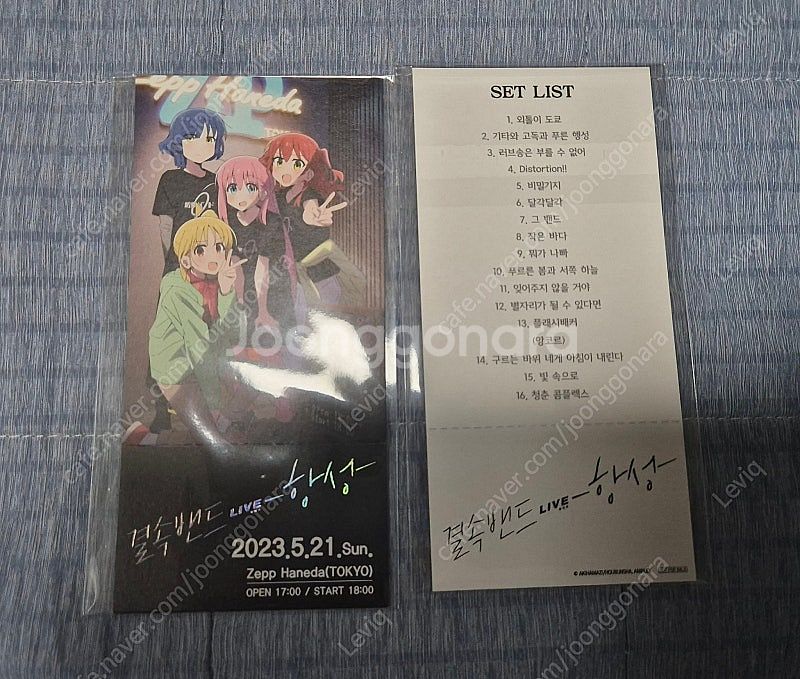 Zepp Haneda
결속밴드 LIVE-항성
2023.5.21.Sun.
Zepp Haneda(TOKYO)
OPEN 17:00 / START 18:00
SET LIST
1. 외톨이 도쿄
2. 기타와 고독과 푸른 행성
3. 러브송은 부를 수 없어
4. Distortion!!
5. 비밀기지
6. 달각달각
7. 그 밴드
8. 작은 바다
9. 뭐가 나빠
10. 푸르른 봄과 서쪽 하늘
11. 잊어주지 않을 거야
12. 별자리가 될 수 있다면
13. 플래시배커
(앙코르)
14. 구르는 바위 네게 아침이 내린다
15. 빛 속으로
16. 청춘 콤플렉스
결속밴드 LIVE-항성
Joonggonara
cafe.naver.com/joonggonara
Leviq